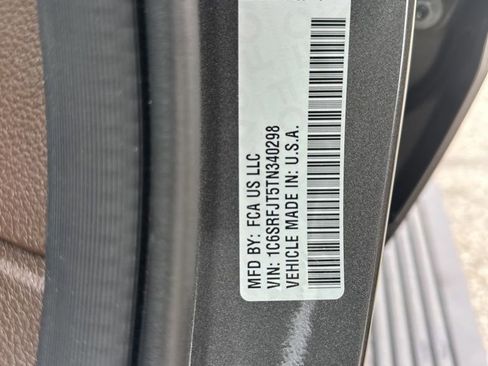 MFD BY: FCA US LLC
VIN: 1C6SRFJT5TN340298
VEHICLE MADE IN: U.S.A.